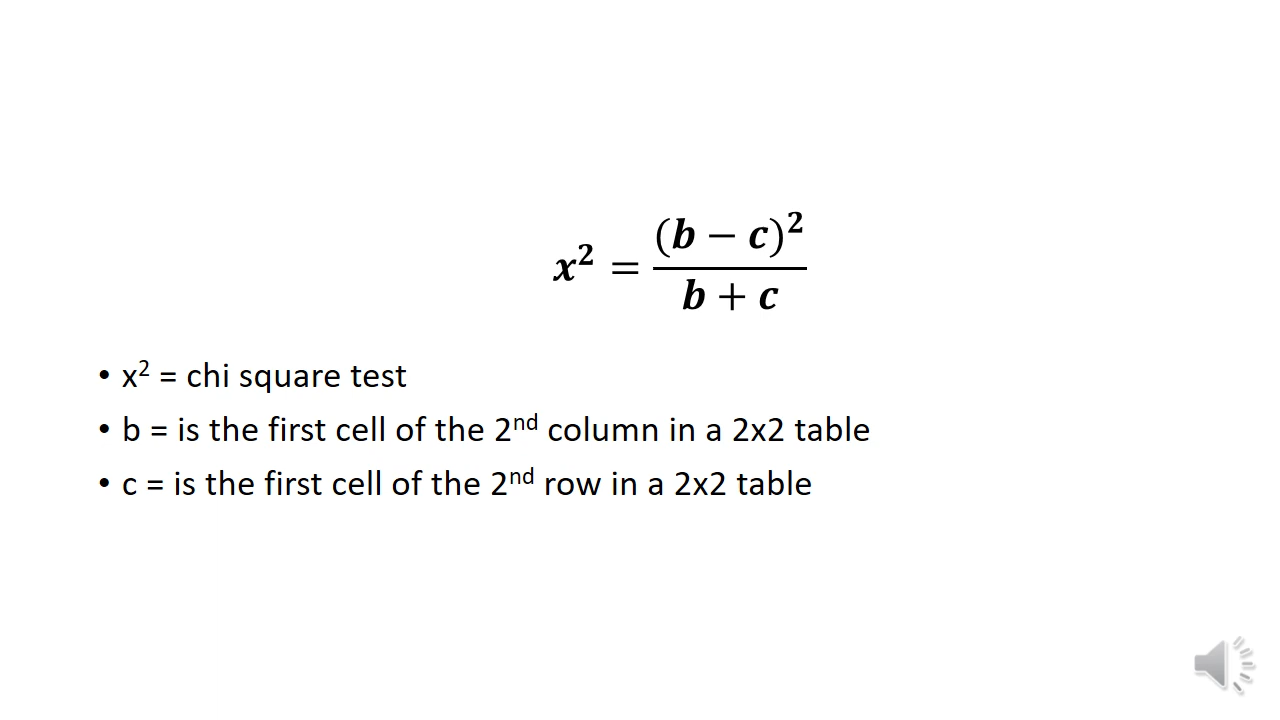 x² = (b − c)² / b + c
• x² = chi square test
• b = is the first cell of the 2ⁿᵈ column in a 2x2 table
• c = is the first cell of the 2ⁿᵈ row in a 2x2 table